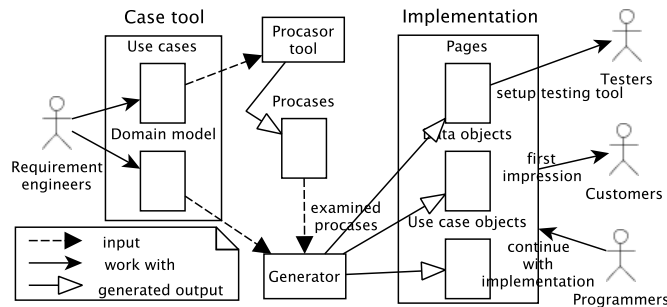 Case tool
Use cases
Domain model
Requirement
engineers
Procasor
tool
Procases
examined
procases
Generator
Implementation
Pages
Data objects
Use case objects
setup testing tool
Testers
first
impression
Customers
continue
with
implementation
Programmers
input
work with
generated output